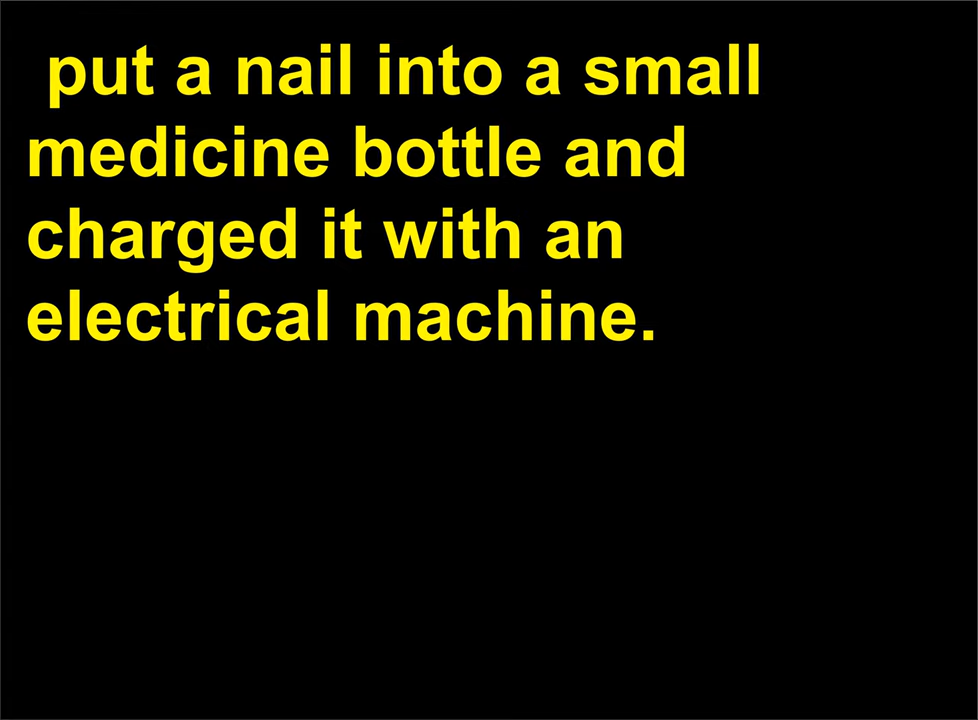 put a nail into a small
medicine bottle and
charged it with an
electrical machine.